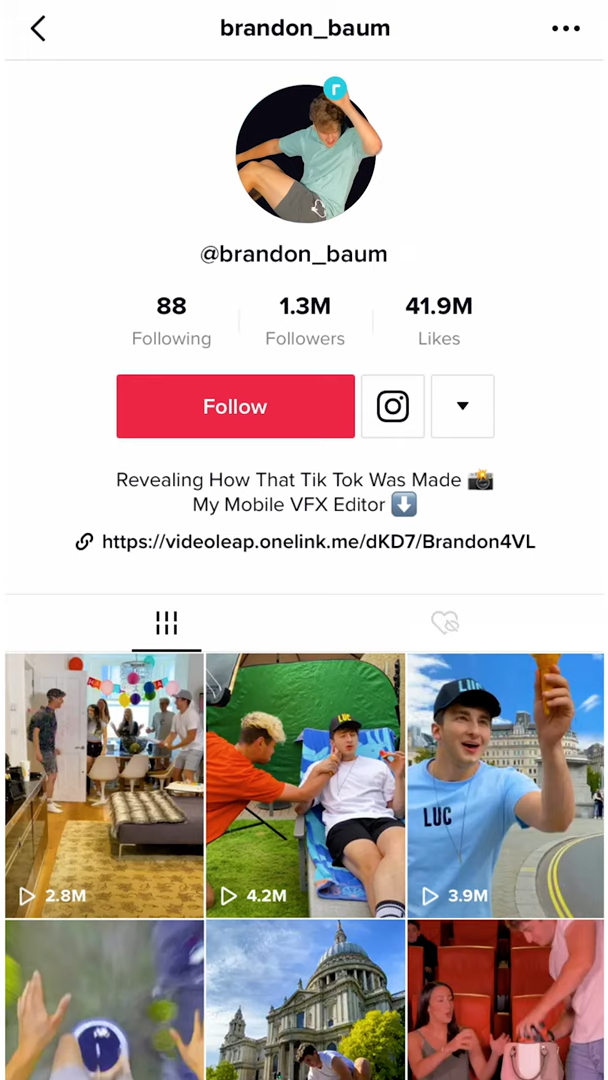 brandon_baum
@brandon_baum
88
1.3M
41.9M
Following
Followers
Likes
Follow
Revealing How That Tik Tok Was Made
My Mobile VFX Editor
https://videoleap.onelink.me/dKD7/Brandon4VL
LUC
LUC
2.8M
4.2M
3.9M